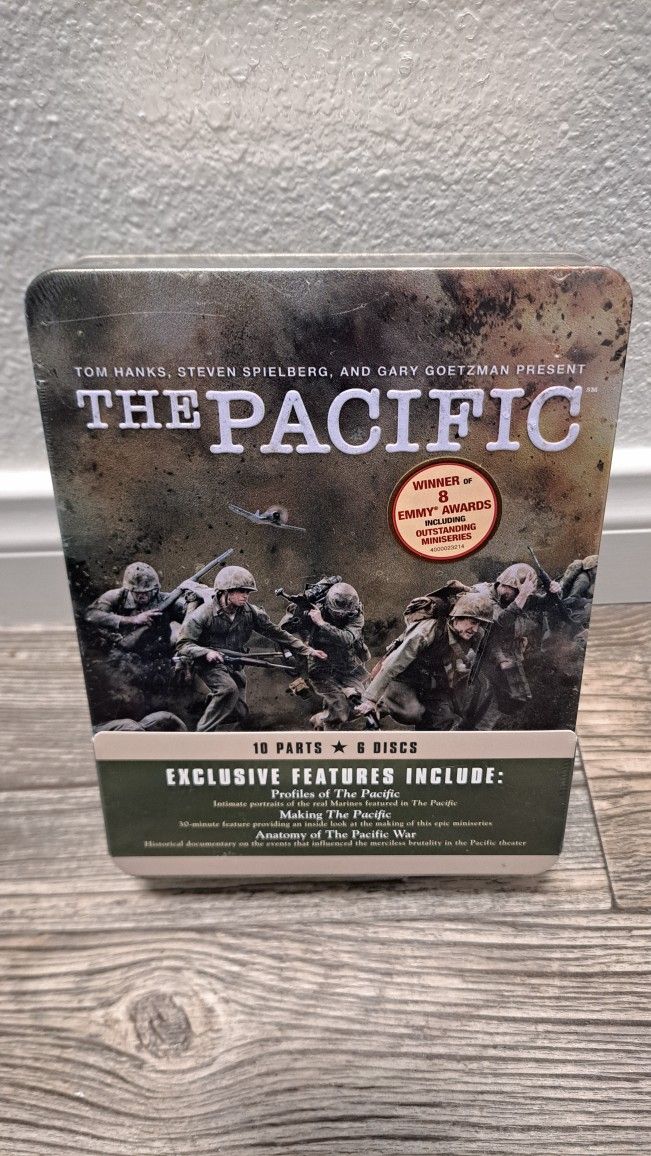 TOM HANKS, STEVEN SPIELBERG, AND GARY GOETZMAN PRESENT
THE PACIFIC℠
WINNER OF
8
EMMY® AWARDS
INCLUDING
OUTSTANDING
MINISERIES
4000023214
10 PARTS ★ 6 DISCS
EXCLUSIVE FEATURES INCLUDE:
Profiles of The Pacific
Intimate portraits of the real Marines featured in The Pacific
Making The Pacific
30-minute feature providing an inside look at the making of this epic miniseries
Anatomy of The Pacific War
Historical documentary on the events that influenced the merciless brutality in the Pacific theater